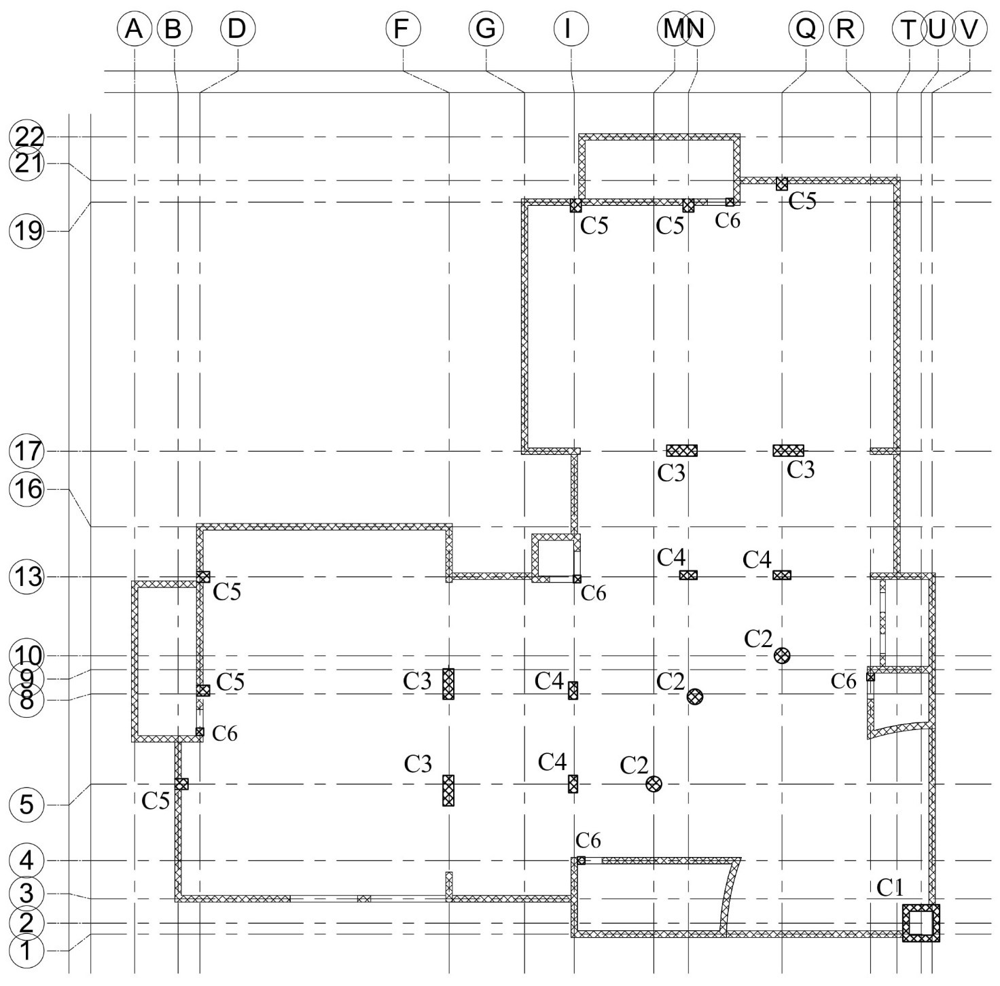 A B D F G I M N Q R T U V
22
21
C5
19
C5 C5 C6
17
C3 C3
16
C4 C4
13
C5 C6
C2
10
9
C5 C3 C4 C2 C6
8
C6
C3 C4 C2
5
C5
C6
4
C1
3
2
1